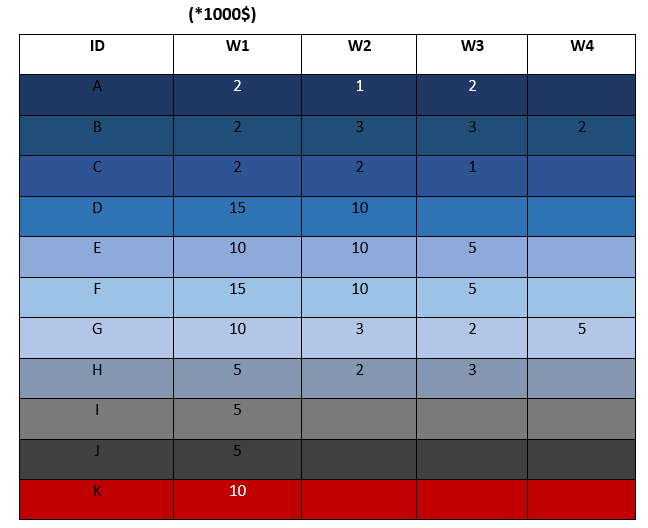 (*1000$)
ID W1 W2 W3 W4
A 2 1 2
B 2 3 3 2
C 2 2 1
D 15 10
E 10 10 5
F 15 10 5
G 10 3 2 5
H 5 2 3
I 5
J 5
K 10